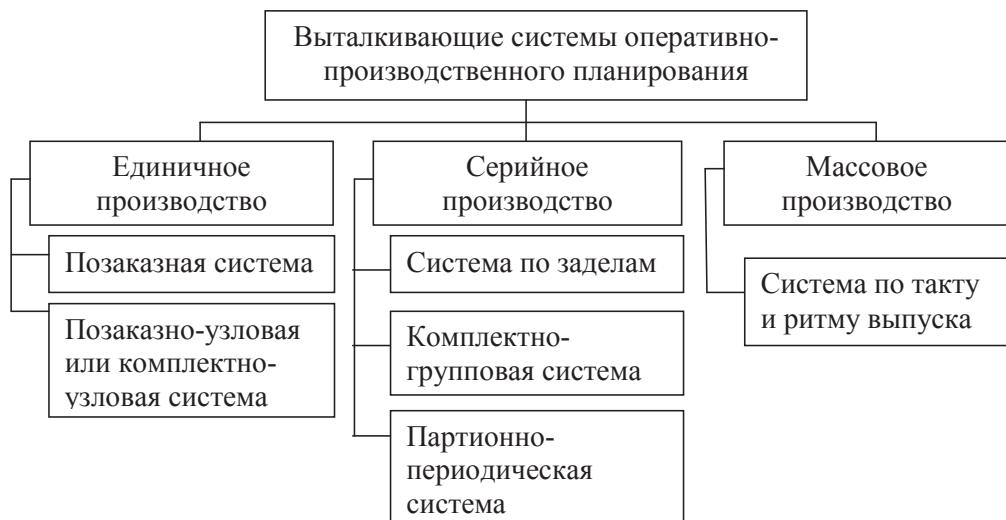 Выталкивающие системы оперативно-
производственного планирования
Единичное
производство
Позаказная система
Позаказно-узловая
или комплектно-
узловая система
Серийное
производство
Система по заделам
Комплектно-
групповая система
Партионно-
периодическая
система
Массовое
производство
Система по такту
и ритму выпуска